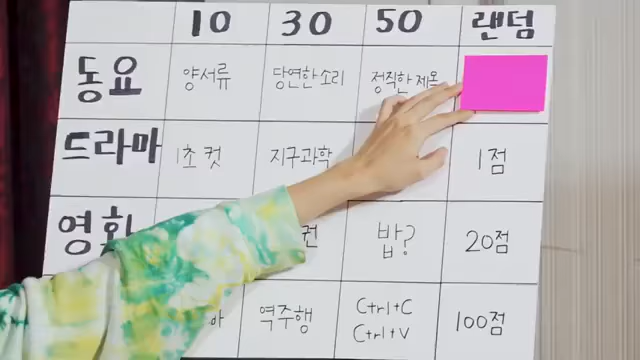 10 30 50 랜덤
동요 양서류 당연한 소리 정직한 제목
드라마 1초 컷 지구과학 1점
영화 밥? 20점
역주행 Ctrl+C 100점
Ctrl+V